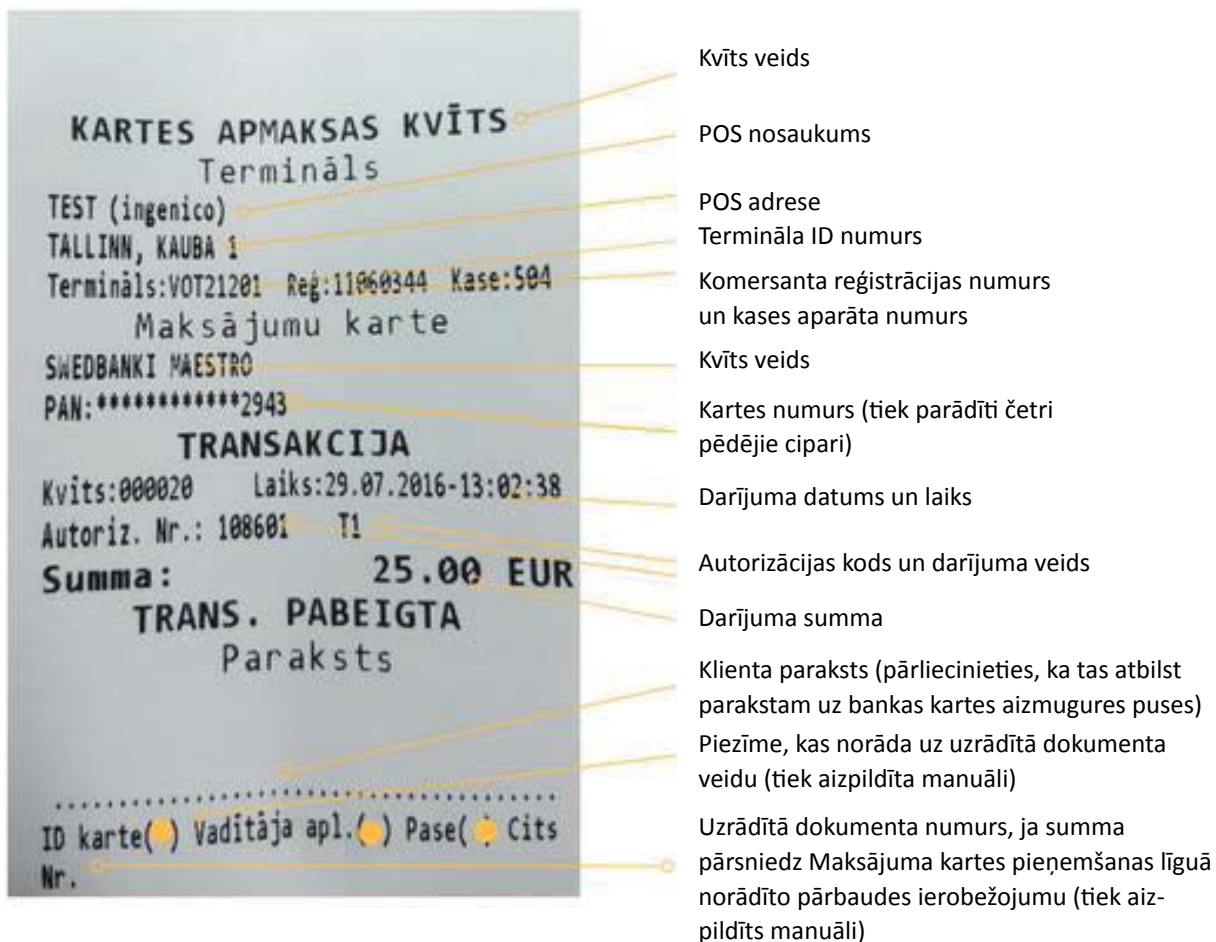 KARTES APMAKSAS KVĪTS
Termināls
TEST (ingenico)
TALLINN, KAUBA 1
Termināls:VOT21201 Reģ:11060344 Kase:504
Maksājumu karte
SWEDBANKI MAESTRO
PAN:************2943
TRANSAKCIJA
Kvīts:000020 Laiks:29.07.2016-13:02:38
Autoriz. Nr.: 108601 T1
Summa: 25.00 EUR
TRANS. PABEIGTA
Paraksts
ID karte( ) Vadītāja apl.( ) Pase( ) Cits
Nr.
Kvīts veids
POS nosaukums
POS adrese
Termināla ID numurs
Komersanta reģistrācijas numurs
un kases aparāta numurs
Kvīts veids
Kartes numurs (tiek parādīti četri
pēdējie cipari)
Darījuma datums un laiks
Autorizācijas kods un darījuma veids
Darījuma summa
Klienta paraksts (pārliecinieties, ka tas atbilst
parakstam uz bankas kartes aizmugures puses)
Piezīme, kas norāda uz uzrādītā dokumenta
veidu (tiek aizpildīta manuāli)
Uzrādītā dokumenta numurs, ja summa
pārsniedz Maksājuma kartes pieņemšanas līguā
norādīto pārbaudes ierobežojumu (tiek aiz-
pildīts manuāli)